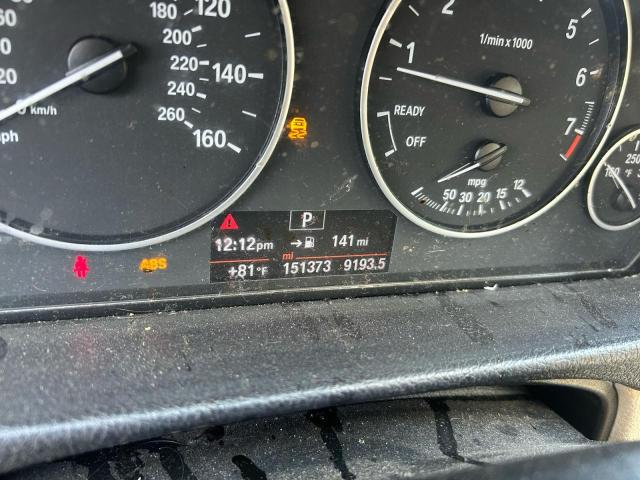 120
200
220
140
240
km/h
260
mph
160
1
2
1/min x 1000
5
6
7
READY
OFF
mpg
50 30 20 15 12
250
°F
P
12:12pm → 141 mi
mi
+81°F 151373 9193.5
ABS